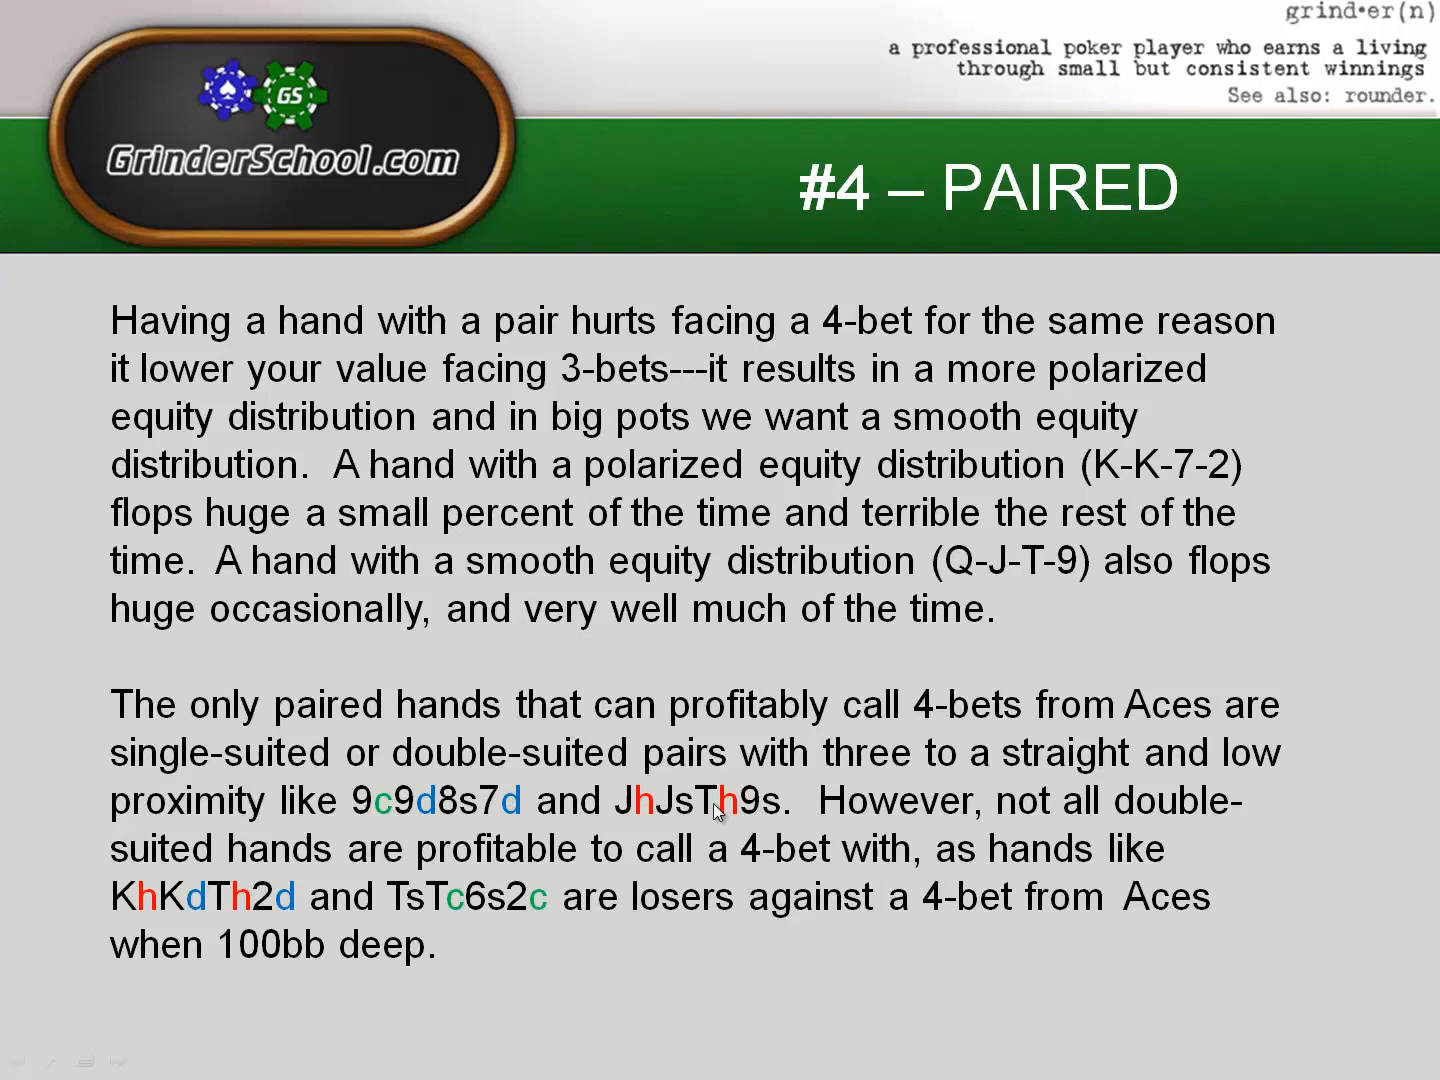 grind•er(n)
a professional poker player who earns a living
through small but consistent winnings
See also: rounder.
GS
GrinderSchool.com
#4 – PAIRED
Having a hand with a pair hurts facing a 4-bet for the same reason
it lower your value facing 3-bets---it results in a more polarized
equity distribution and in big pots we want a smooth equity
distribution.  A hand with a polarized equity distribution (K-K-7-2)
flops huge a small percent of the time and terrible the rest of the
time.  A hand with a smooth equity distribution (Q-J-T-9) also flops
huge occasionally, and very well much of the time.
The only paired hands that can profitably call 4-bets from Aces are
single-suited or double-suited pairs with three to a straight and low
proximity like 9c9d8s7d and JhJsTh9s.  However, not all double-
suited hands are profitable to call a 4-bet with, as hands like
KhKdTh2d and TsTc6s2c are losers against a 4-bet from Aces
when 100bb deep.